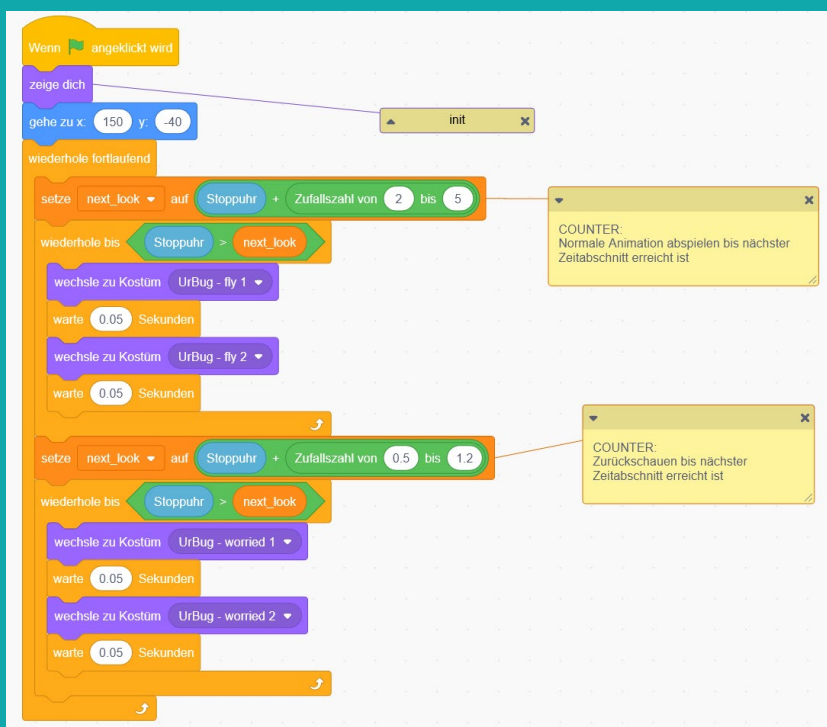 Wenn angeklickt wird
zeige dich
gehe zu x: 150 y: -40
init
wiederhole fortlaufend
setze next_look auf Stoppuhr + Zufallszahl von 2 bis 5
COUNTER:
Normale Animation abspielen bis nächster
Zeitabschnitt erreicht ist
wiederhole bis Stoppuhr > next_look
wechsle zu Kostüm UrBug - fly 1
warte 0.05 Sekunden
wechsle zu Kostüm UrBug - fly 2
warte 0.05 Sekunden
setze next_look auf Stoppuhr + Zufallszahl von 0.5 bis 1.2
COUNTER:
Zurückschauen bis nächster
Zeitabschnitt erreicht ist
wiederhole bis Stoppuhr > next_look
wechsle zu Kostüm UrBug - worried 1
warte 0.05 Sekunden
wechsle zu Kostüm UrBug - worried 2
warte 0.05 Sekunden